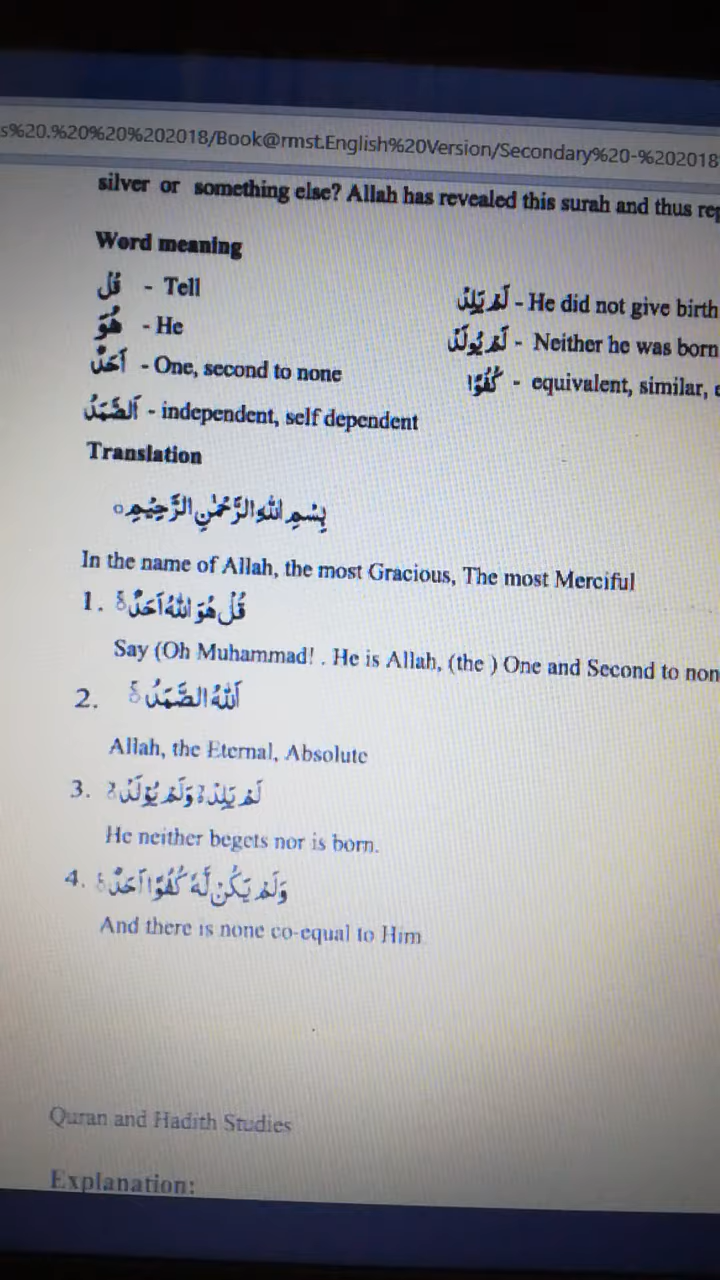 s%20.%20%20%202018/Book@rmst.English%20Version/Secondary%20-%202018
silver or something else? Allah has revealed this surah and thus
Word meaning
قُل - Tell
لَمْ يَلِدْ - He did not give birth
هُوَ - He
لَمْ يُولَدْ - Neither he was born
اَحَدٌ - One, second to none
كُفُوًا - equivalent, similar,
اَلصَّمَدُ - independent, self dependent
Translation
بِسْمِ اللهِ الرَّحْمٰنِ الرَّحِيْمِ ○
In the name of Allah, the most Gracious, The most Merciful
1. قُلْ هُوَ اللهُ اَحَدٌ
Say (Oh Muhammad! . He is Allah, (the ) One and Second to
2. اَللهُ الصَّمَدُ
Allah, the Eternal, Absolute
3. لَمْ يَلِدْ وَلَمْ يُوْلَدْ
He neither begets nor is born.
4. وَلَمْ يَكُنْ لَّهٗ كُفُوًا اَحَدٌ
And there is none co-equal to Him
Quran and Hadith Studies
Explanation: